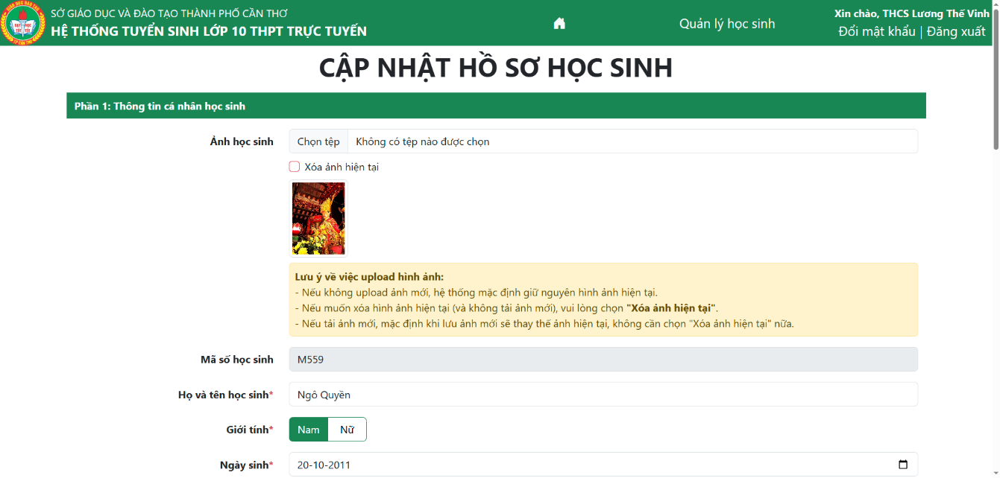 SỞ GIÁO DỤC VÀ ĐÀO TẠO THÀNH PHỐ CẦN THƠ
HỆ THỐNG TUYỂN SINH LỚP 10 THPT TRỰC TUYẾN
Quản lý học sinh
Xin chào, THCS Lương Thế Vinh
Đổi mật khẩu | Đăng xuất
CẬP NHẬT HỒ SƠ HỌC SINH
Phần 1: Thông tin cá nhân học sinh
Ảnh học sinh
Chọn tệp Không có tệp nào được chọn
Xóa ảnh hiện tại
Lưu ý về việc upload hình ảnh:
- Nếu không upload ảnh mới, hệ thống mặc định giữ nguyên hình ảnh hiện tại.
- Nếu muốn xóa hình ảnh hiện tại (và không tải ảnh mới), vui lòng chọn "Xóa ảnh hiện tại".
- Nếu tải ảnh mới, mặc định khi lưu ảnh mới sẽ thay thế ảnh hiện tại, không cần chọn "Xóa ảnh hiện tại" nữa.
Mã số học sinh M559
Họ và tên học sinh* Ngô Quyền
Giới tính* Nam Nữ
Ngày sinh* 20-10-2011